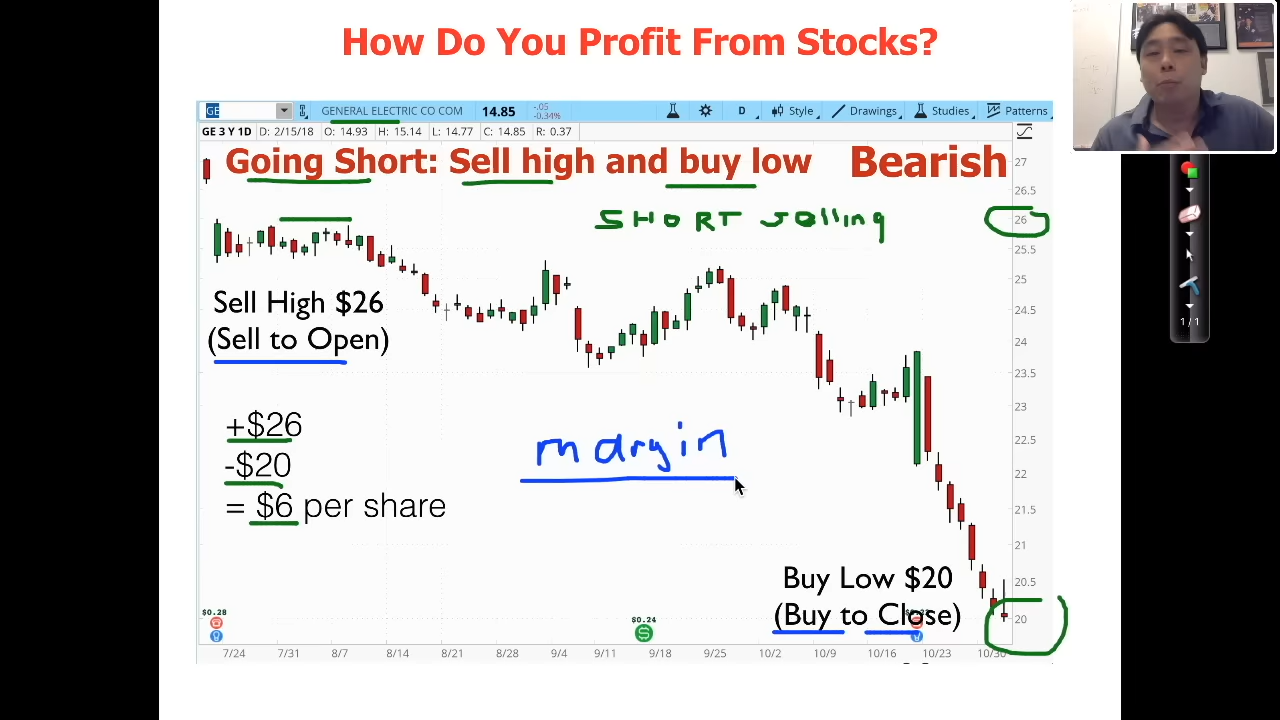 How Do You Profit From Stocks?
GE
GENERAL ELECTRIC CO COM 14.85 -.05 -0.34% D Style Drawings Studies Patterns
GE 3 Y 1D D: 2/15/18 O: 14.93 H: 15.14 L: 14.77 C: 14.85 R: 0.37
Going Short: Sell high and buy low Bearish
SHORT selling
27
26.5
26
25.5
25
24.5
24
23.5
23
22.5
22
21.5
21
20.5
20
Sell High $26
(Sell to Open)
+$26
-$20
= $6 per share
margin
Buy Low $20
(Buy to Close)
$0.28
$0.24
7/24 7/31 8/7 8/14 8/21 8/28 9/4 9/11 9/18 9/25 10/2 10/9 10/16 10/23 10/30
1/1